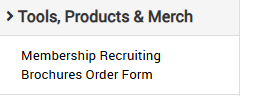 Tools, Products & Merch
Membership Recruiting
Brochures Order Form